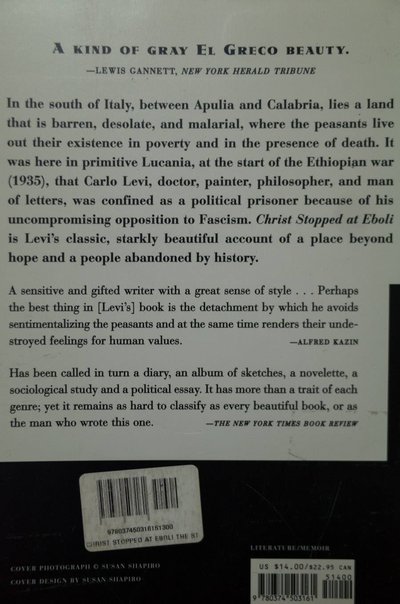 A KIND OF GRAY EL GRECO BEAUTY.
—LEWIS GANNETT, NEW YORK HERALD TRIBUNE
In the south of Italy, between Apulia and Calabria, lies a land
that is barren, desolate, and malarial, where the peasants live
out their existence in poverty and in the presence of death. It
was here in primitive Lucania, at the start of the Ethiopian war
(1935), that Carlo Levi, doctor, painter, philosopher, and man
of letters, was confined as a political prisoner because of his
uncompromising opposition to Fascism. Christ Stopped at Eboli
is Levi's classic, starkly beautiful account of a place beyond
hope and a people abandoned by history.
A sensitive and gifted writer with a great sense of style . . . Perhaps
the best thing in [Levi's] book is the detachment by which he avoids
sentimentalizing the peasants and at the same time renders their unde-
stroyed feelings for human values. —ALFRED KAZIN
Has been called in turn a diary, an album of sketches, a novelette, a
sociological study and a political essay. It has more than a trait of each
genre; yet it remains as hard to classify as every beautiful book, or as
the man who wrote this one. —THE NEW YORK TIMES BOOK REVIEW
978037450316151300
CHRIST STOPPED AT EBOLI THE ST
COVER PHOTOGRAPH © SUSAN SHAPIRO
COVER DESIGN BY SUSAN SHAPIRO
LITERATURE/MEMOIR
US $14.00/$22.95 CAN
51400
9 780374 503161